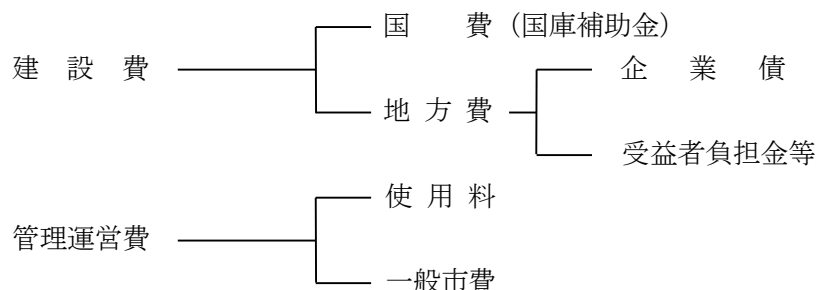 国　費（国庫補助金）
建設費
企業債
地方費
受益者負担金等
使用料
管理運営費
一般市費